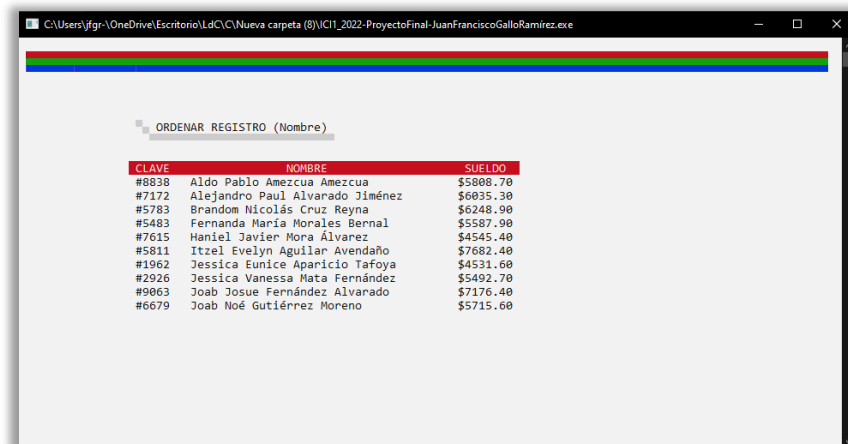 C:\Users\jfgr-\OneDrive\Escritorio\LdC\C\Nueva carpeta (8)\ICI1_2022-ProyectoFinal-JuanFranciscoGalloRamírez.exe
ORDENAR REGISTRO (Nombre)
CLAVE NOMBRE SUELDO
#8838 Aldo Pablo Amezcua Amezcua $5808.70
#7172 Alejandro Paul Alvarado Jiménez $6035.30
#5783 Brandom Nicolás Cruz Reyna $6248.90
#5483 Fernanda María Morales Bernal $5587.90
#7615 Haniel Javier Mora Álvarez $4545.40
#5811 Itzel Evelyn Aguilar Avendaño $7682.40
#1962 Jessica Eunice Aparicio Tafoya $4531.60
#2926 Jessica Vanessa Mata Fernández $5492.70
#9063 Joab Josue Fernández Alvarado $7176.40
#6679 Joab Noé Gutiérrez Moreno $5715.60